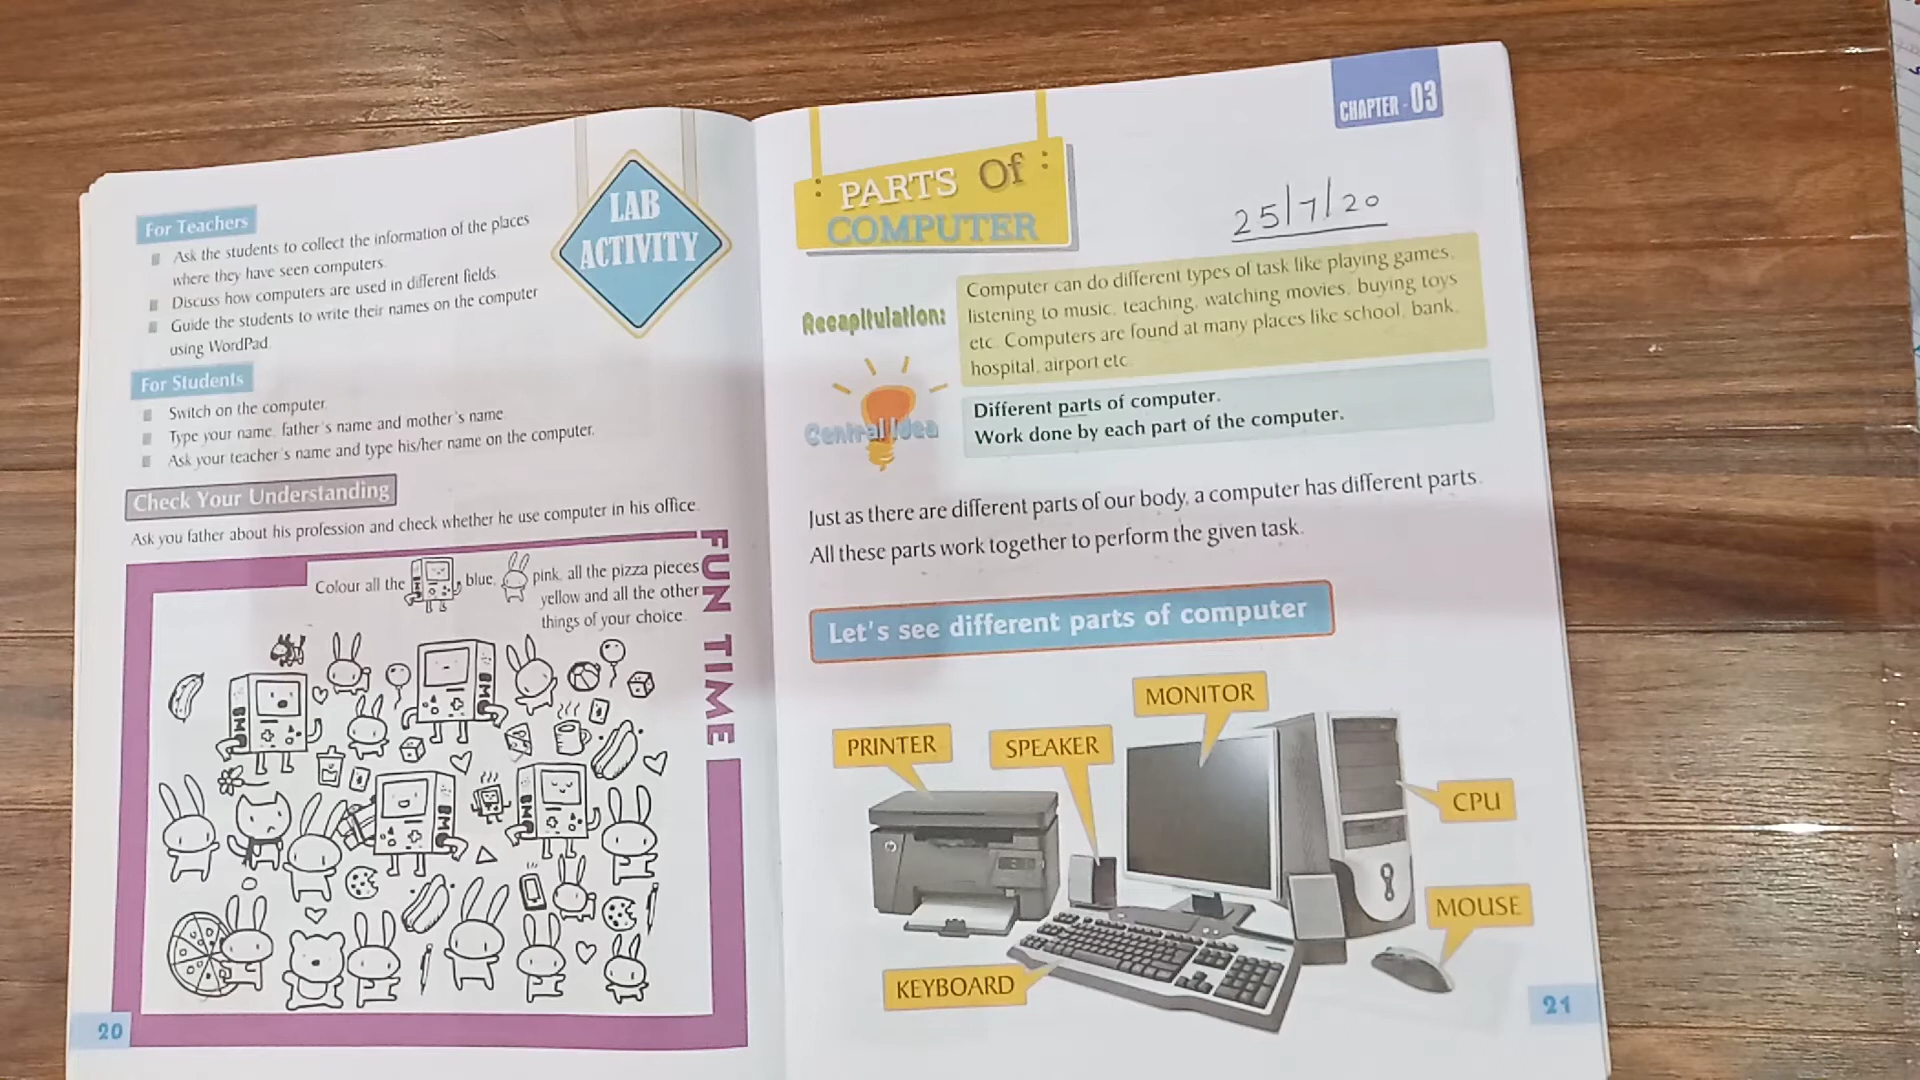 For Teachers
Ask the students to collect the information of the places
where they have seen computers.
Discuss how computers are used in different fields.
Guide the students to write their names on the computer
using WordPad.
LAB
ACTIVITY
For Students
Switch on the computer.
Type your name, father's name and mother's name.
Ask your teacher's name and type his/her name on the computer.
Check Your Understanding
Ask you father about his profession and check whether he use computer in his office.
FUN TIME
Colour all the blue, pink, all the pizza pieces
yellow and all the other
things of your choice.
BMO
BMO
BMO
BMO
20
CHAPTER - 03
PARTS Of
COMPUTER
25/7/20
Recapitulation:
Computer can do different types of task like playing games,
listening to music, teaching, watching movies, buying toys
etc. Computers are found at many places like school, bank,
hospital, airport etc.
Central Idea
Different parts of computer.
Work done by each part of the computer.
Just as there are different parts of our body, a computer has different parts.
All these parts work together to perform the given task.
Let's see different parts of computer
MONITOR
PRINTER
SPEAKER
CPU
MOUSE
KEYBOARD
21